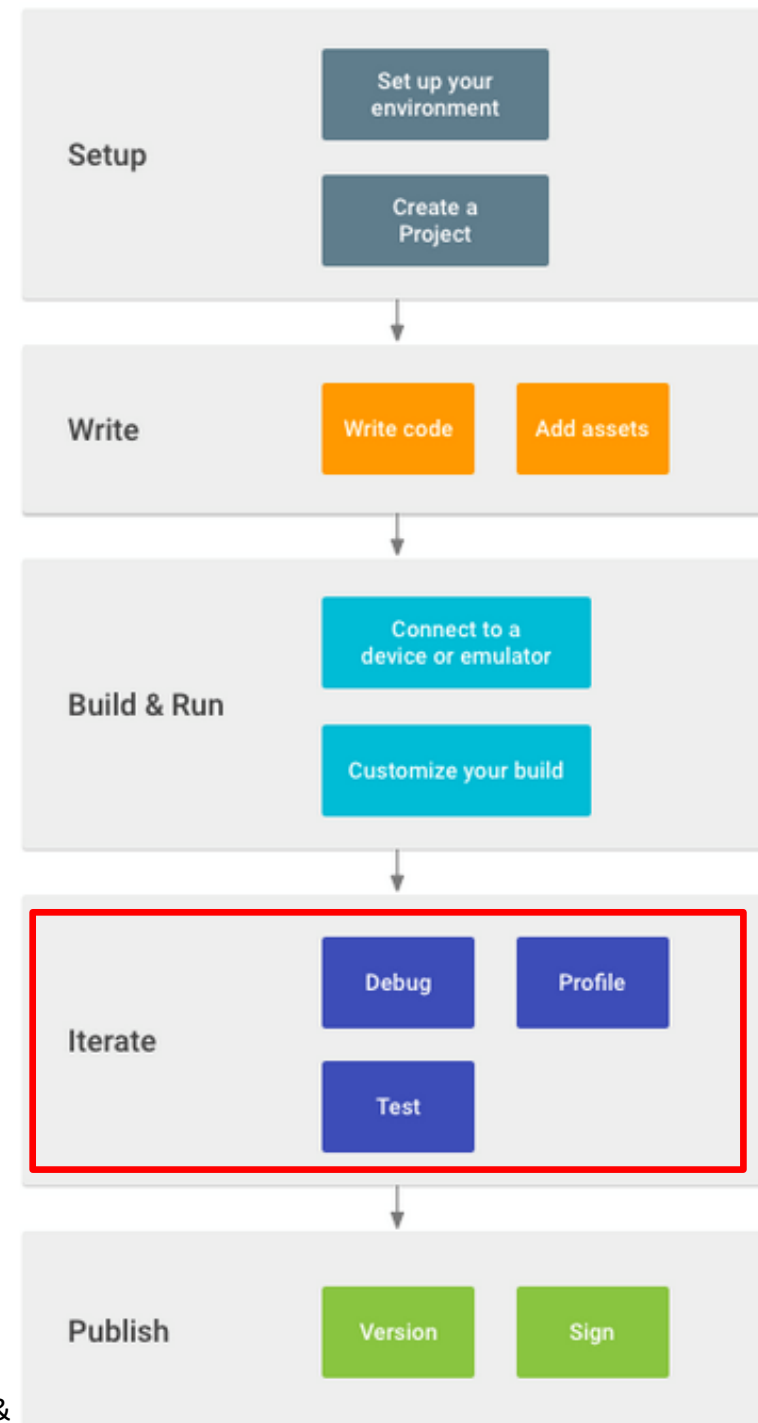 Setup
Set up your
environment
Create a
Project
Write
Write code
Add assets
Build & Run
Connect to a
device or emulator
Customize your build
Iterate
Debug
Profile
Test
Publish
Version
Sign
&